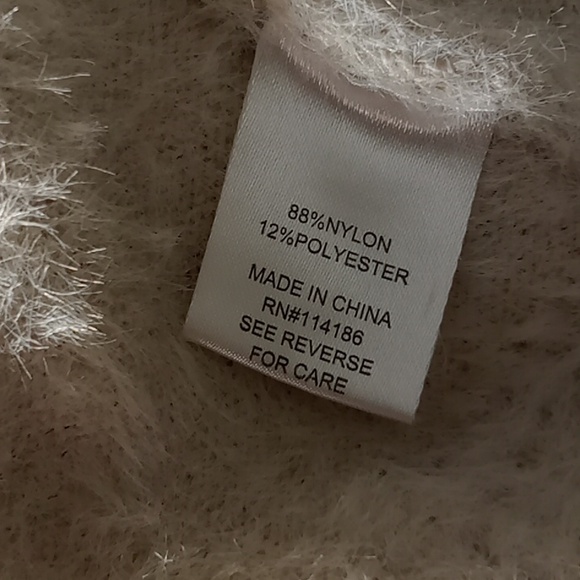 88%NYLON
12%POLYESTER
MADE IN CHINA
RN#114186
SEE REVERSE
FOR CARE